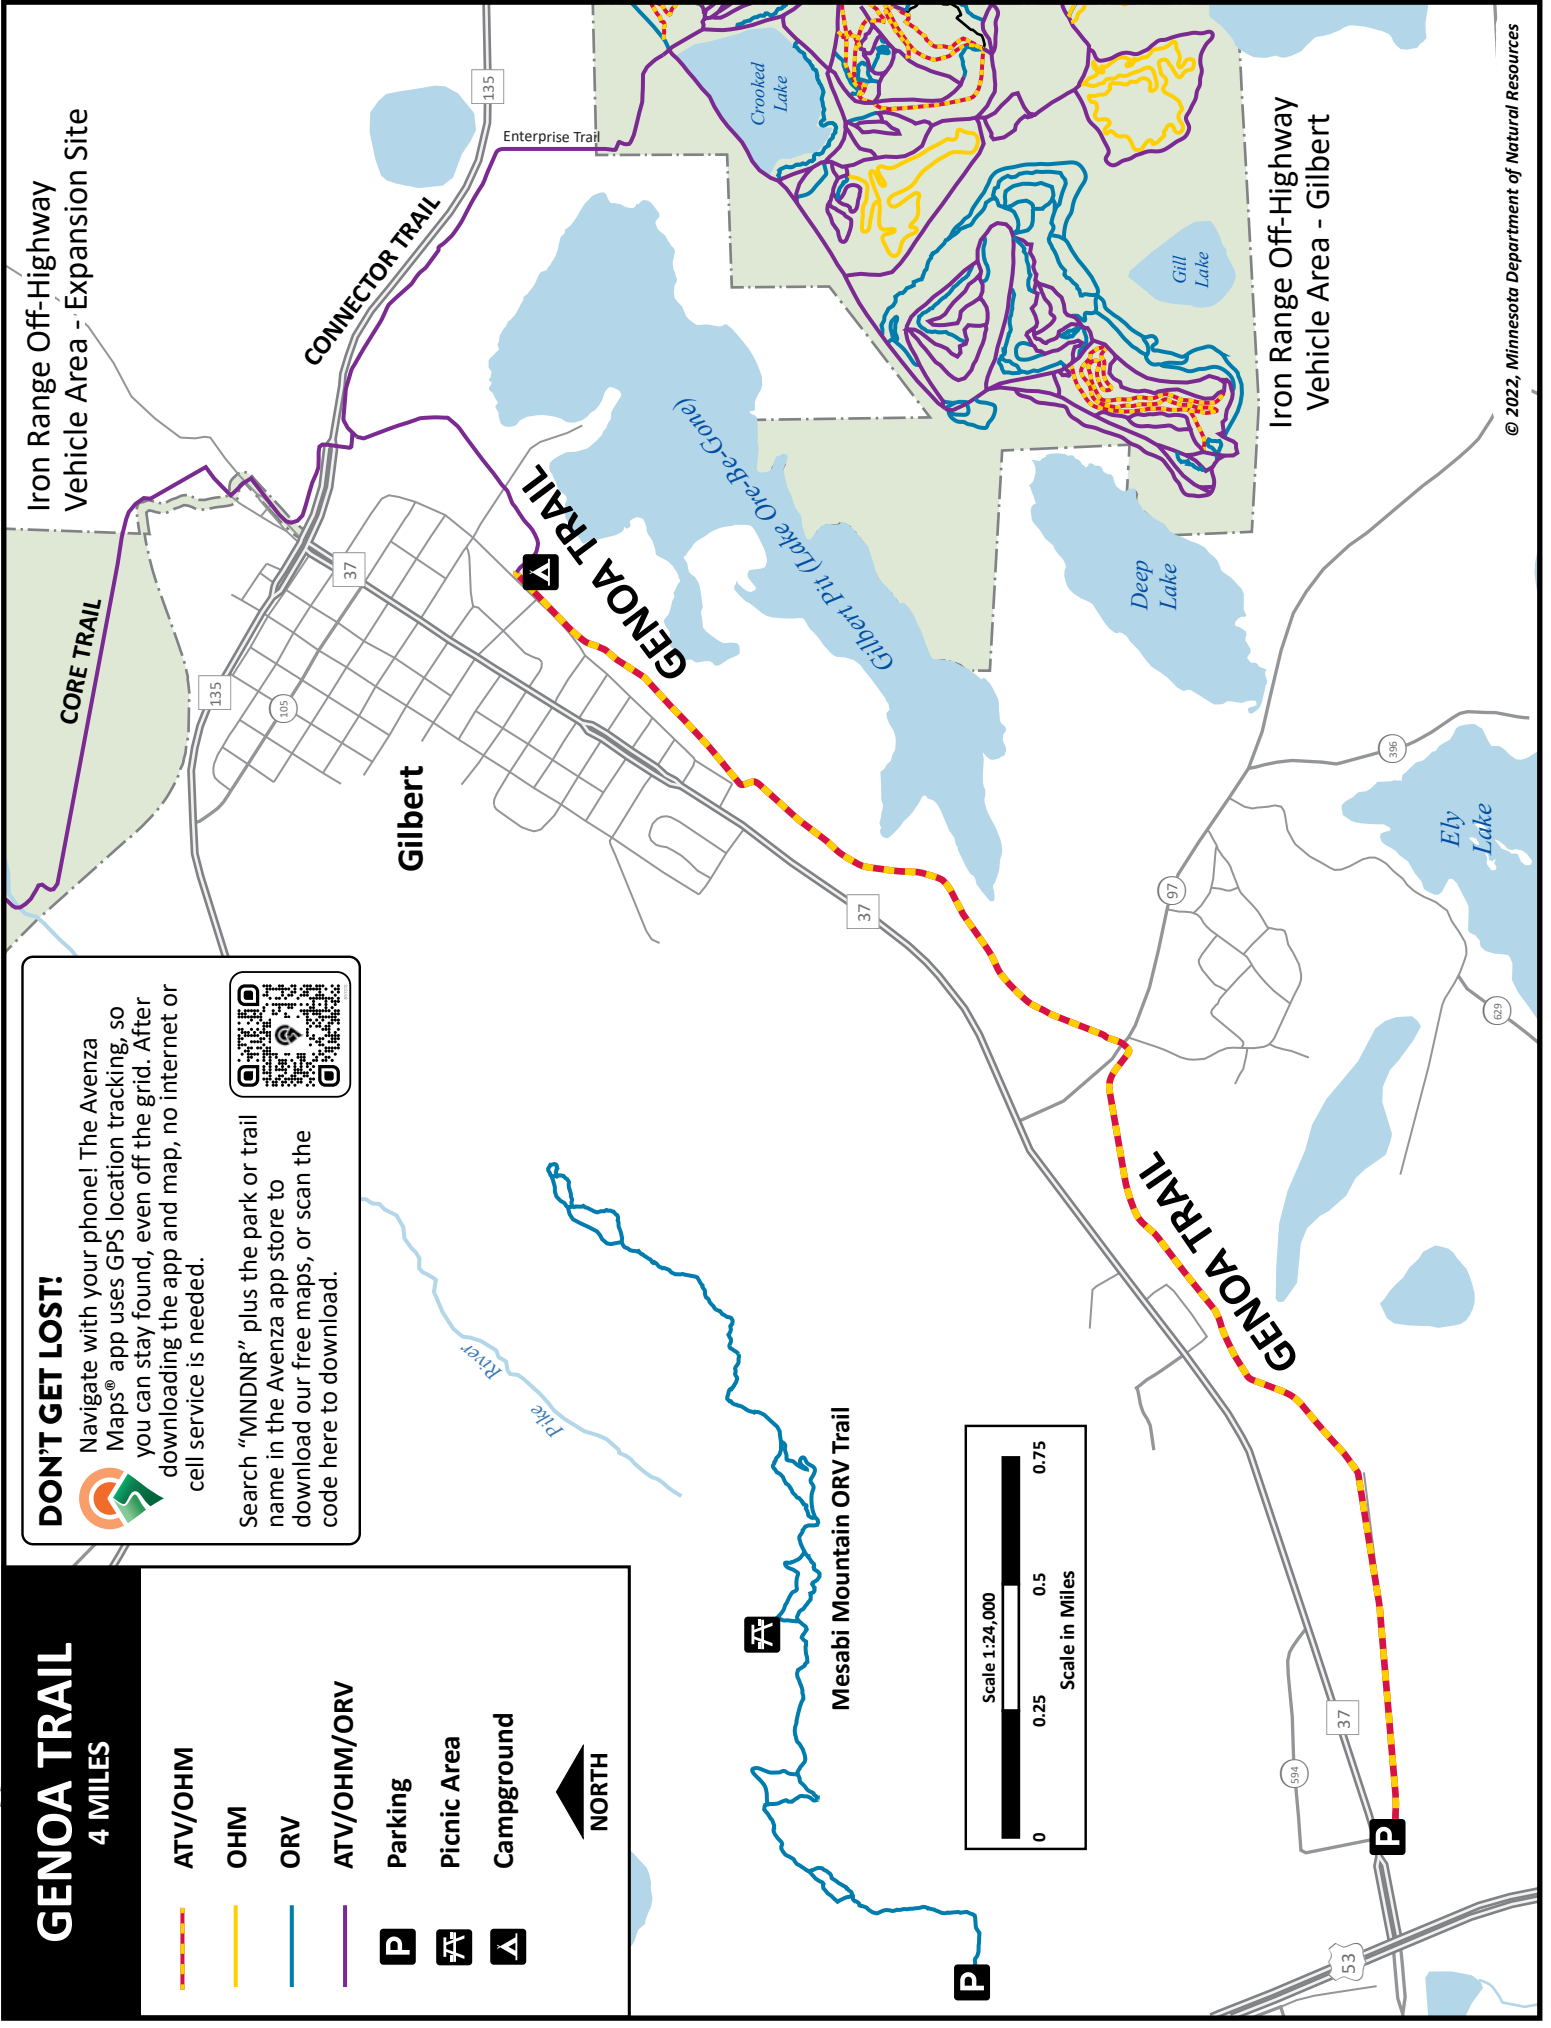 GENOA TRAIL
4 MILES
ATV/OHM
OHM
ORV
ATV/OHM/ORV
P
Parking
Picnic Area
Campground
NORTH
DON'T GET LOST!
Navigate with your phone! The Avenza
Maps® app uses GPS location tracking, so
you can stay found, even off the grid. After
downloading the app and map, no internet or
cell service is needed.
Search “MNDNR” plus the park or trail
name in the Avenza app store to
download our free maps, or scan the
code here to download.
Iron Range Off-Highway
Vehicle Area - Expansion Site
CORE TRAIL
CONNECTOR TRAIL
135
Enterprise Trail
135
37
105
Gilbert
GENOA TRAIL
Crooked
Lake
Gilbert Pit (Lake Ore-Be-Gone)
Gill
Lake
Iron Range Off-Highway
Vehicle Area - Gilbert
Deep
Lake
37
97
396
Ely
Lake
629
Pike
River
Mesabi Mountain ORV Trail
P
GENOA TRAIL
Scale 1:24,000
0
0.25
0.5
0.75
Scale in Miles
594
37
P
53
© 2022, Minnesota Department of Natural Resources